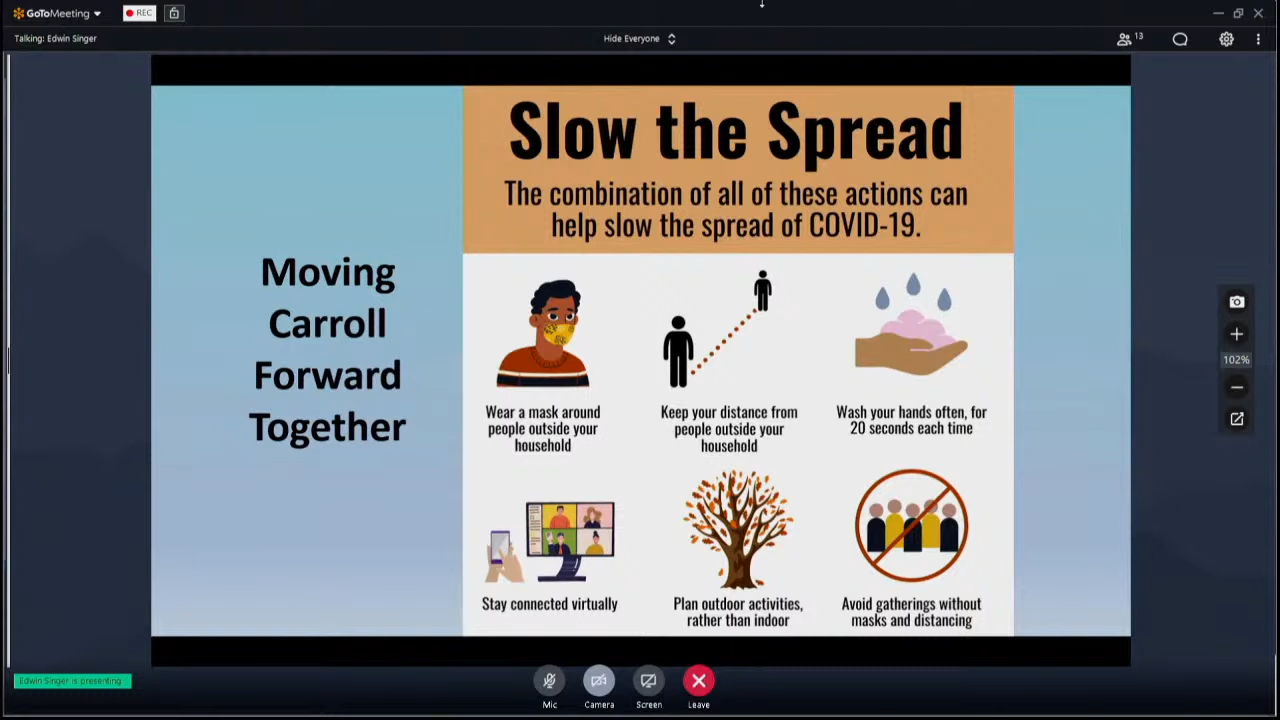 GoToMeeting
REC
Talking: Edwin Singer
Hide Everyone
13
Moving
Carroll
Forward
Together
Slow the Spread
The combination of all of these actions can
help slow the spread of COVID-19.
Wear a mask around
people outside your
household
Keep your distance from
people outside your
household
Wash your hands often, for
20 seconds each time
Stay connected virtually
Plan outdoor activities,
rather than indoor
Avoid gatherings without
masks and distancing
102%
Edwin Singer is presenting
Mic
Camera
Screen
Leave